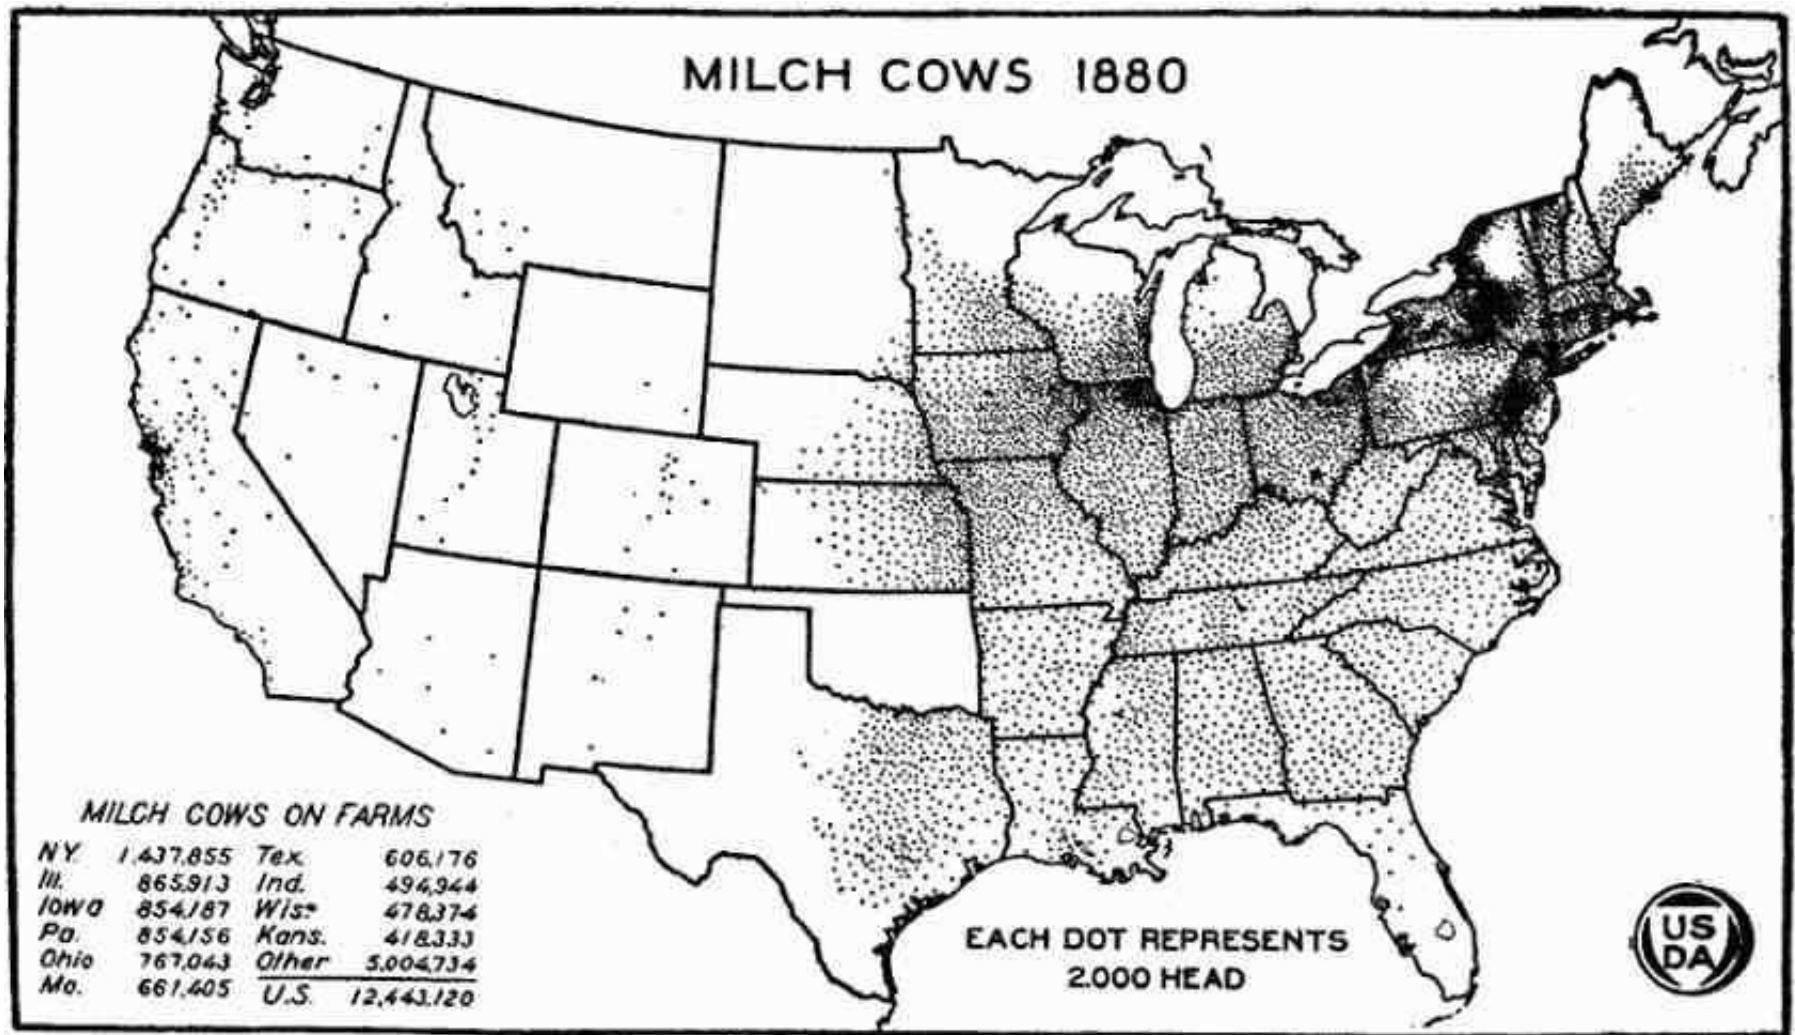 MILCH COWS 1880
MILCH COWS ON FARMS
N.Y. 1,437,855 Tex. 606,176
Ill. 865,913 Ind. 494,944
Iowa 854,187 Wis. 478,374
Pa. 854,156 Kans. 418,333
Ohio 767,043 Other 5,004,734
Mo. 661,405 U.S. 12,443,120
EACH DOT REPRESENTS
2,000 HEAD
US
DA